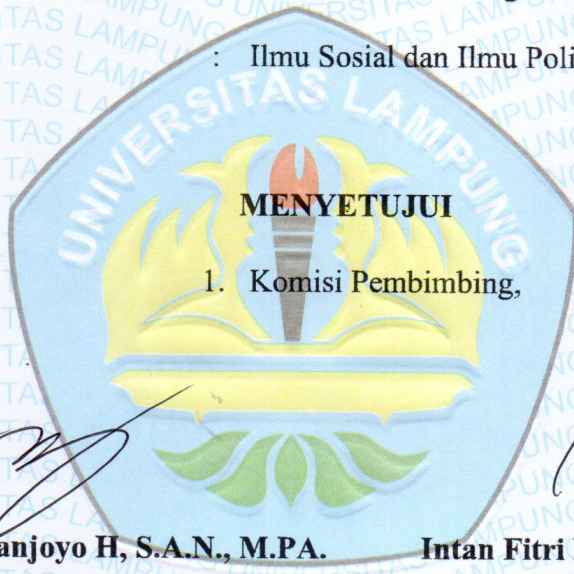 : Ilmu Sosial dan Ilmu Poli
UNIVERSITAS LAMPUNG
MENYETUJUI
1. Komisi Pembimbing,
anjoyo H, S.A.N., M.PA. Intan Fitri